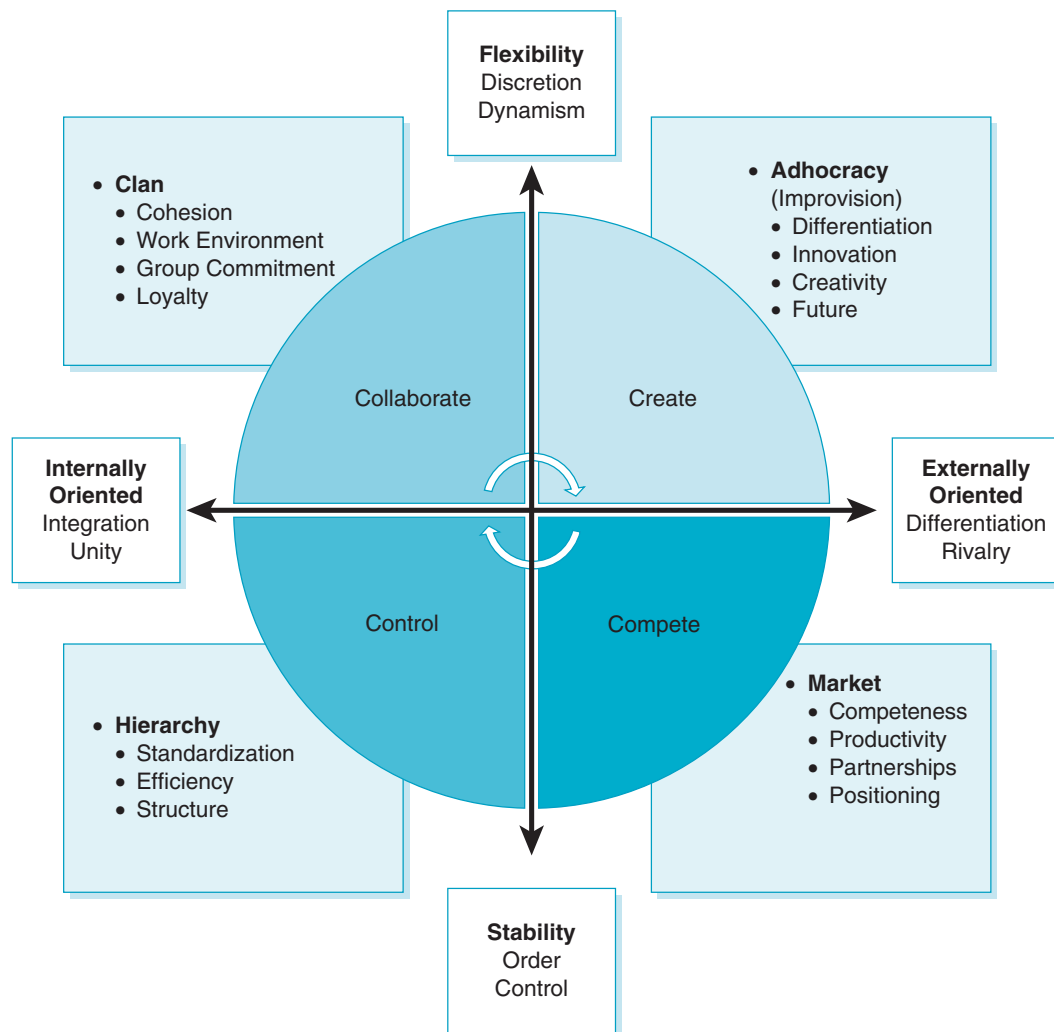 Flexibility
Discretion
Dynamism
• Clan
• Cohesion
• Work Environment
• Group Commitment
• Loyalty
• Adhocracy
(Improvision)
• Differentiation
• Innovation
• Creativity
• Future
Collaborate
Create
Internally
Oriented
Integration
Unity
Externally
Oriented
Differentiation
Rivalry
Control
Compete
• Hierarchy
• Standardization
• Efficiency
• Structure
• Market
• Competeness
• Productivity
• Partnerships
• Positioning
Stability
Order
Control